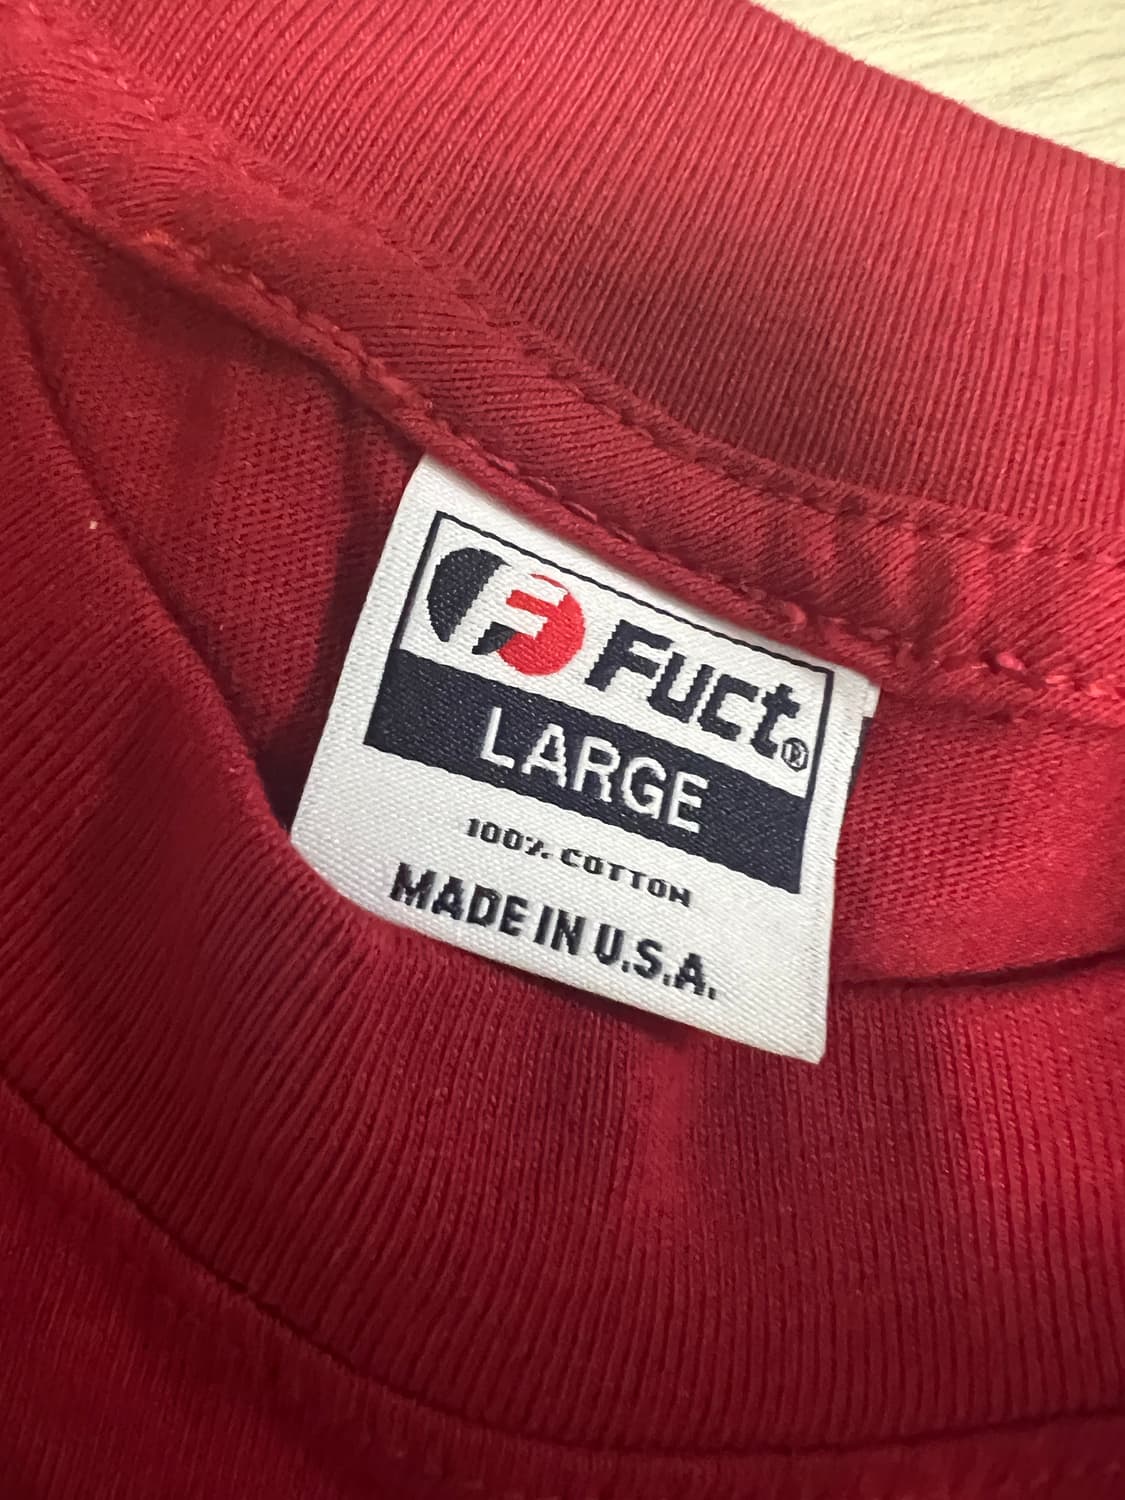 F Fuct®
LARGE
100% COTTON
MADE IN U.S.A.